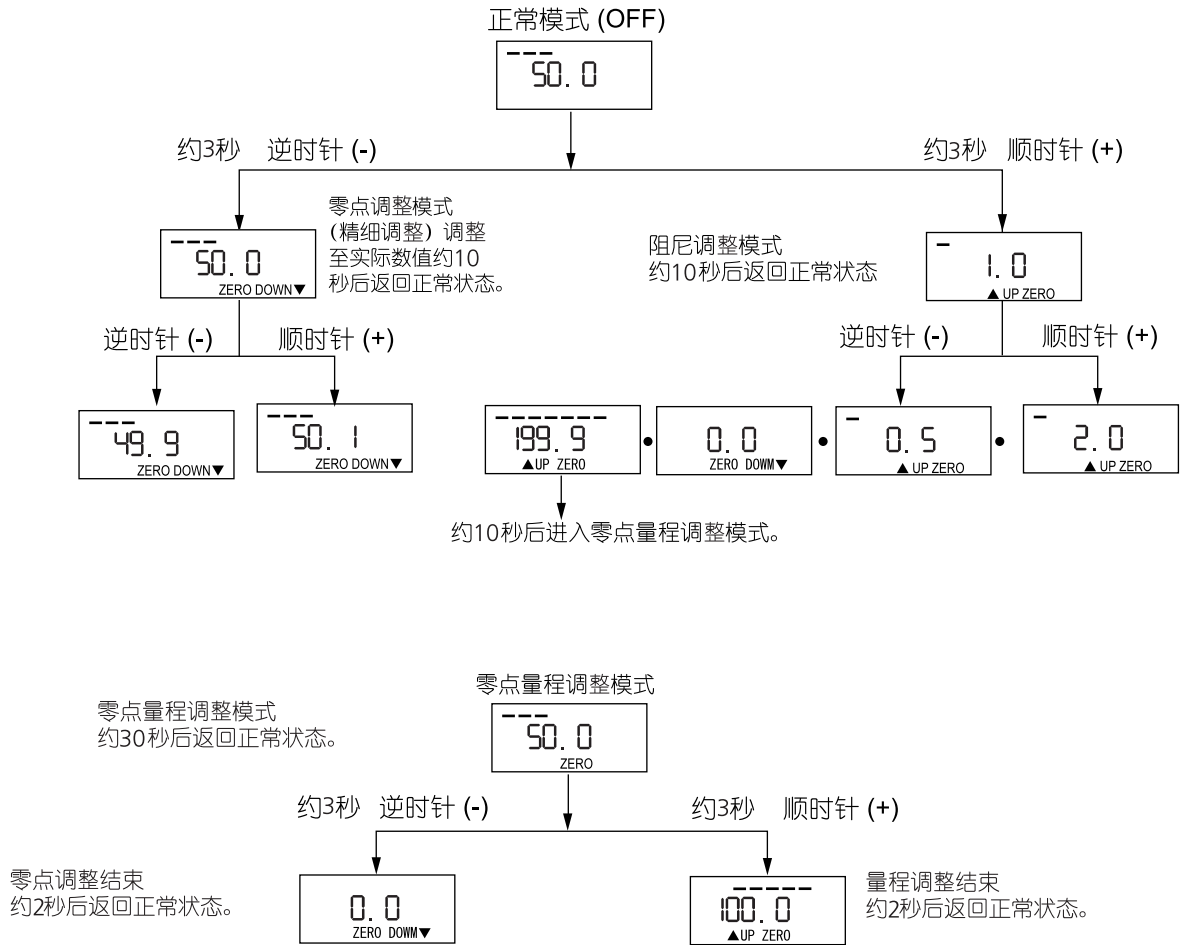 正常模式 (OFF)
50.0
约3秒 逆时针 (-)
约3秒 顺时针 (+)
零点调整模式
(精细调整) 调整
至实际数值约10
秒后返回正常状态。
50.0
ZERO DOWN▼
阻尼调整模式
约10秒后返回正常状态
1.0
▲ UP ZERO
逆时针 (-)
顺时针 (+)
逆时针 (-)
顺时针 (+)
49.9
ZERO DOWN▼
50.1
ZERO DOWN▼
199.9
▲UP ZERO
0.0
ZERO DOWM▼
0.5
▲ UP ZERO
2.0
▲ UP ZERO
约10秒后进入零点量程调整模式。
零点量程调整模式
零点量程调整模式
约30秒后返回正常状态。
50.0
ZERO
约3秒 逆时针 (-)
约3秒 顺时针 (+)
零点调整结束
约2秒后返回正常状态。
0.0
ZERO DOWM▼
100.0
▲UP ZERO
量程调整结束
约2秒后返回正常状态。